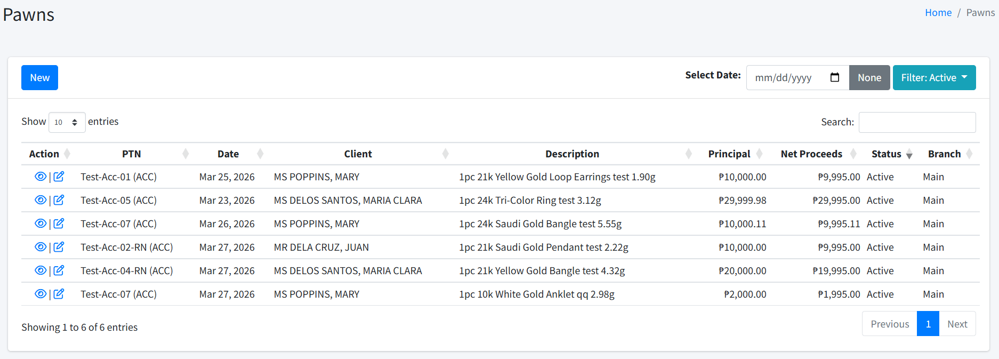 Pawns
Home / Pawns
New
Select Date: mm/dd/yyyy None Filter: Active
Show 10 entries
Search:
Action PTN Date Client Description Principal Net Proceeds Status Branch
| Test-Acc-01 (ACC) Mar 25, 2026 MS POPPINS, MARY 1pc 21k Yellow Gold Loop Earrings test 1.90g ₱10,000.00 ₱9,995.00 Active Main
| Test-Acc-05 (ACC) Mar 23, 2026 MS DELOS SANTOS, MARIA CLARA 1pc 24k Tri-Color Ring test 3.12g ₱29,999.98 ₱29,995.00 Active Main
| Test-Acc-07 (ACC) Mar 26, 2026 MS POPPINS, MARY 1pc 24k Saudi Gold Bangle test 5.55g ₱10,000.11 ₱9,995.11 Active Main
| Test-Acc-02-RN (ACC) Mar 27, 2026 MR DELA CRUZ, JUAN 1pc 21k Saudi Gold Pendant test 2.22g ₱10,000.00 ₱9,995.00 Active Main
| Test-Acc-04-RN (ACC) Mar 27, 2026 MS DELOS SANTOS, MARIA CLARA 1pc 21k Yellow Gold Bangle test 4.32g ₱20,000.00 ₱19,995.00 Active Main
| Test-Acc-07 (ACC) Mar 27, 2026 MS POPPINS, MARY 1pc 10k White Gold Anklet qq 2.98g ₱2,000.00 ₱1,995.00 Active Main
Showing 1 to 6 of 6 entries
Previous 1 Next